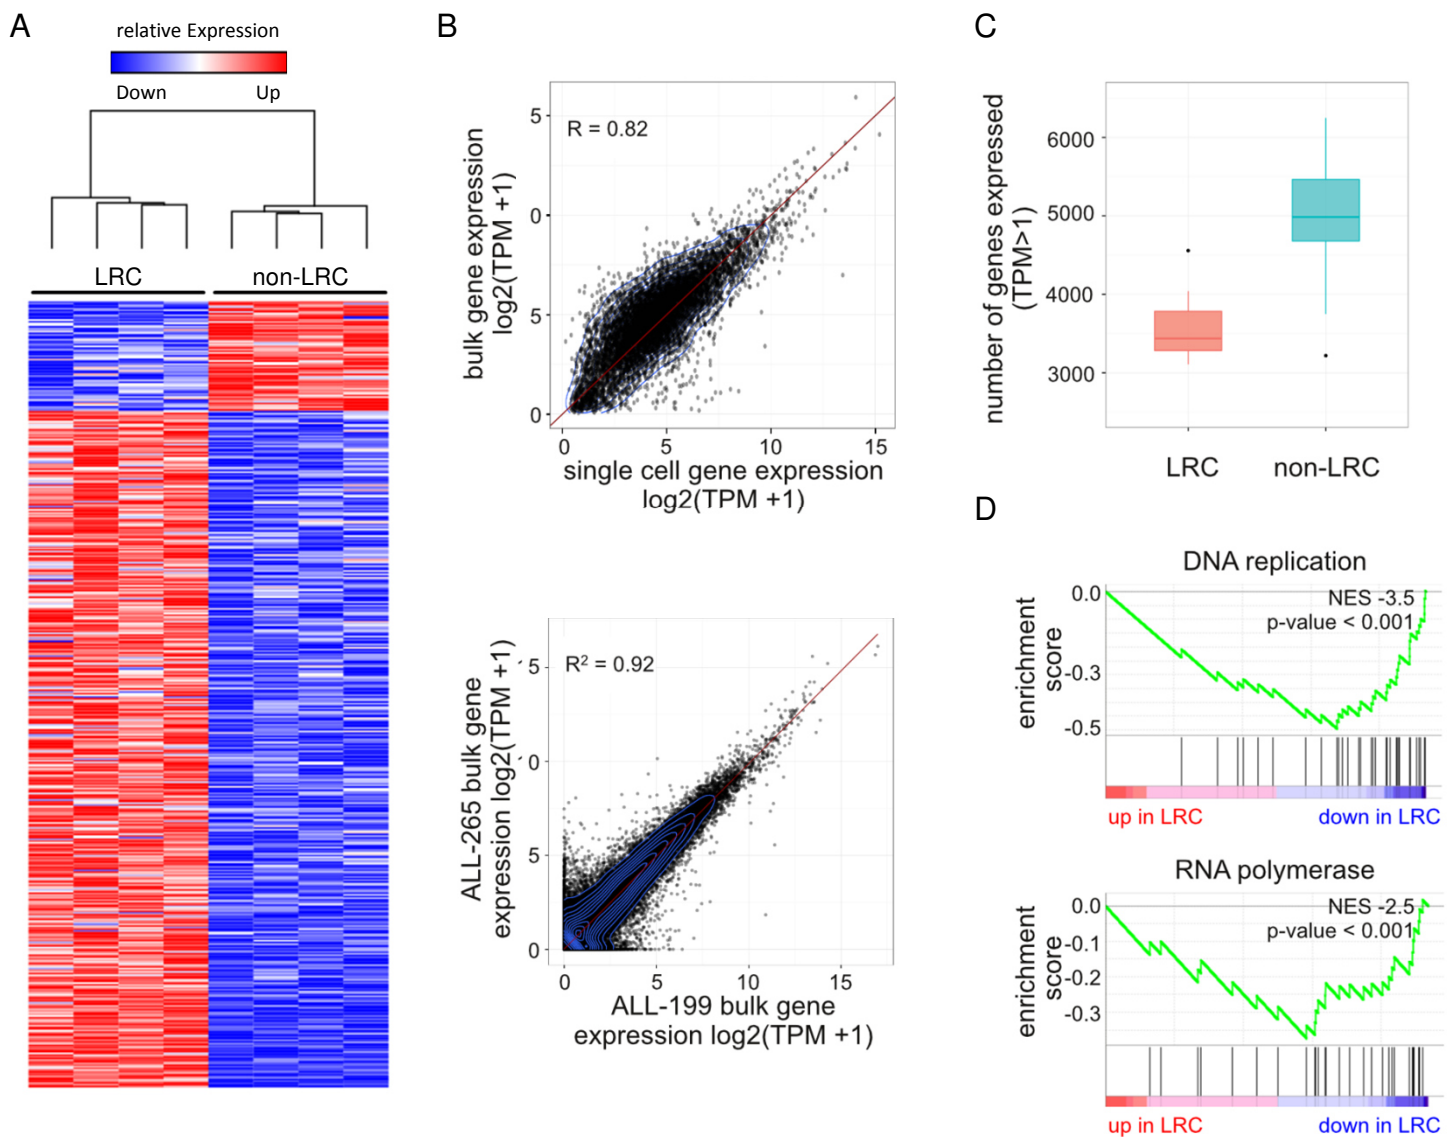 A
relative Expression
Down Up
LRC non-LRC
B
R = 0.82
bulk gene expression
log2(TPM +1)
5
0
5
0
0 5 10 15
single cell gene expression
log2(TPM +1)
R² = 0.92
ALL-265 bulk gene
expression log2(TPM +1)
5
0
5
0
0 5 10 15
ALL-199 bulk gene
expression log2(TPM +1)
C
number of genes expressed
(TPM>1)
6000
5000
4000
3000
LRC non-LRC
D
DNA replication
NES -3.5
p-value < 0.001
enrichment
score
0.0
-0.3
-0.5
up in LRC down in LRC
RNA polymerase
NES -2.5
p-value < 0.001
enrichment
score
0.0
-0.1
-0.2
-0.3
up in LRC down in LRC